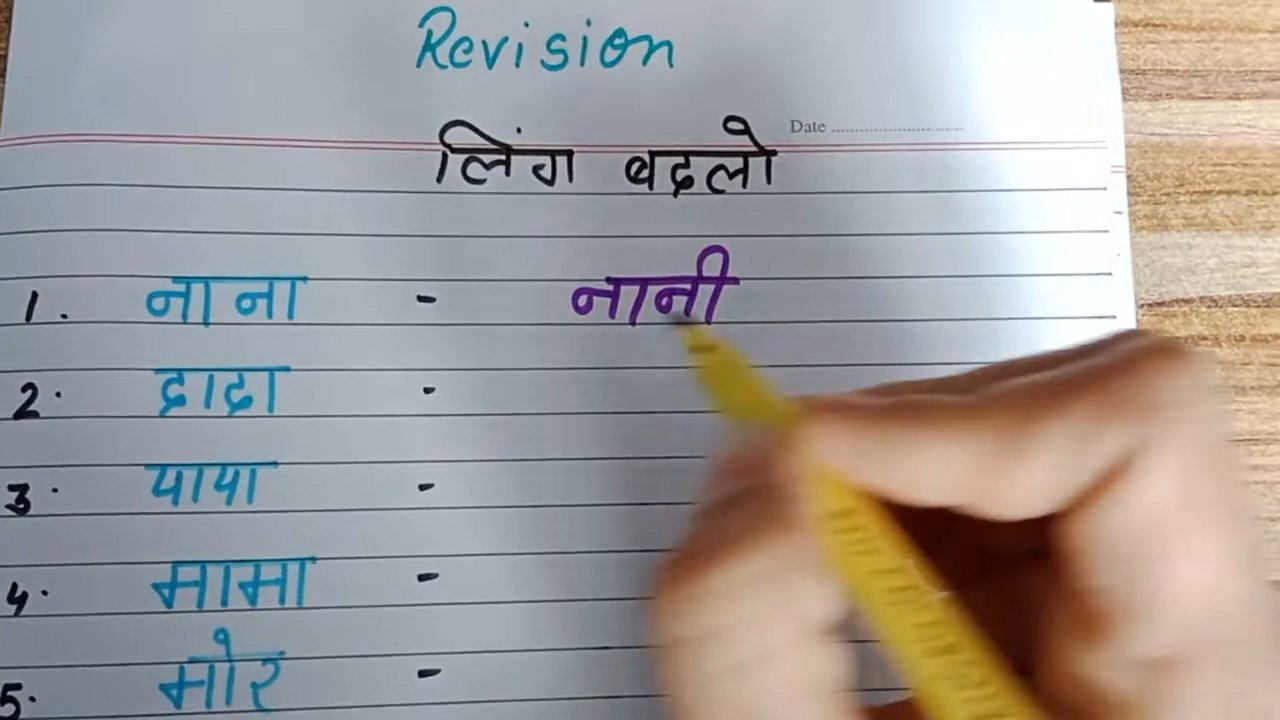 Revision
Date
लिंग बदलो
1. नाना - नानी
2. दादा -
3. याया -
4. मामा -
5. मोर -